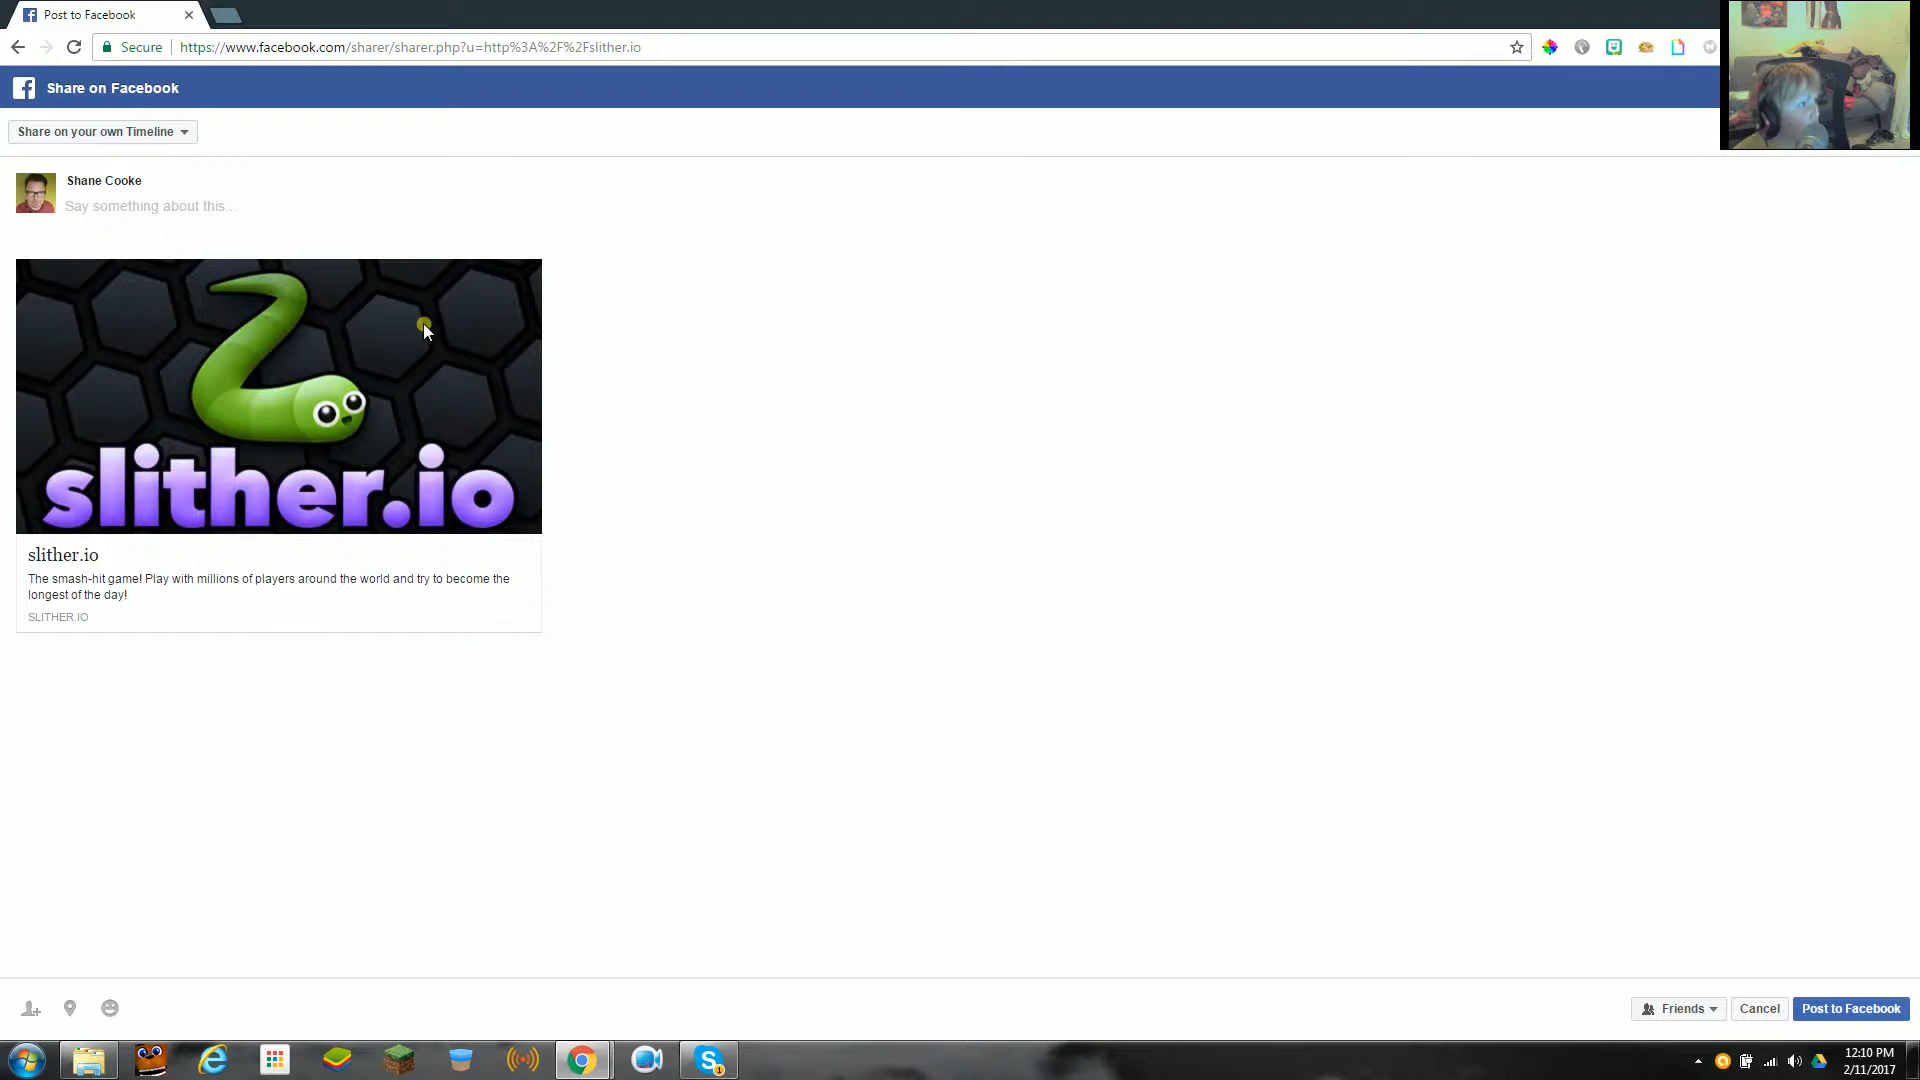 Post to Facebook
Secure
https://www.facebook.com/sharer/sharer.php?u=http%3A%2F%2Fslither.io
Share on Facebook
Share on your own Timeline
Shane Cooke
Say something about this...
slither.io
slither.io
The smash-hit game! Play with millions of players around the world and try to become the
longest of the day!
SLITHER.IO
Friends
Cancel
Post to Facebook
1
12:10 PM
2/11/2017